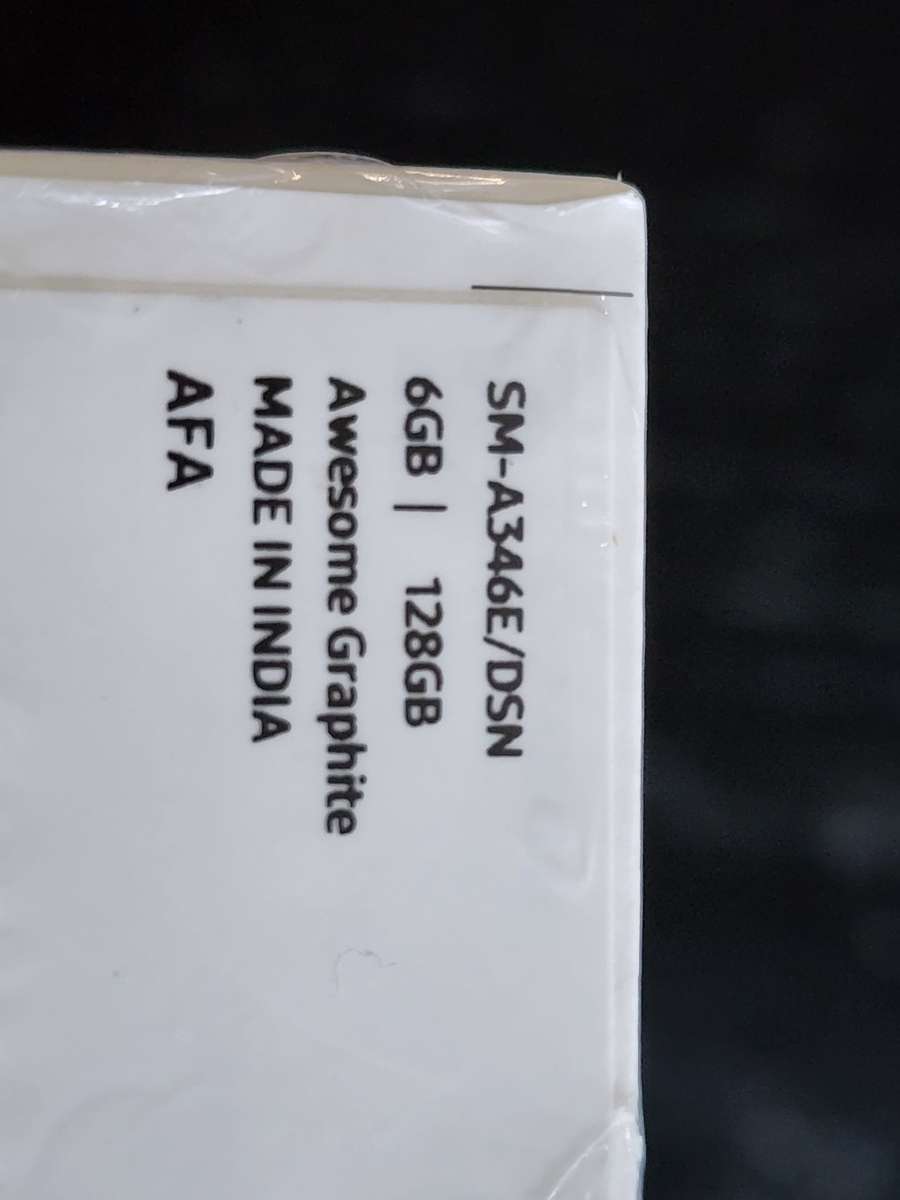 SM-A346E/DSN
6GB | 128GB
Awesome Graphite
MADE IN INDIA
AFA